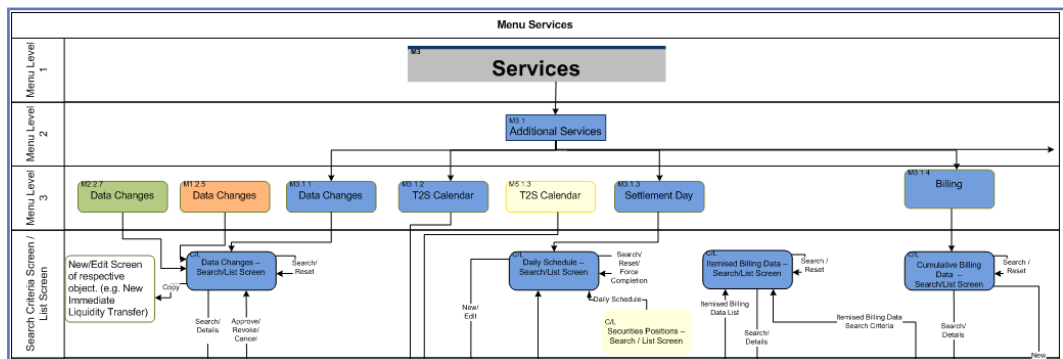 Menu Services
Menu Level
1
M3
Services
Menu Level
2
M3.1
Additional Services
Menu Level
3
M2.2.7
Data Changes
M1.2.5
Data Changes
M3.1.1
Data Changes
M3.1.2
T2S Calendar
M5.1.3
T2S Calendar
M3.1.3
Settlement Day
M3.1.4
Billing
Search Criteria Screen /
List Screen
New/Edit Screen
of respective
object. (e.g. New
Immediate
Liquidity Transfer)
Copy
C/L
Data Changes –
Search/List Screen
Search/
Reset
Search/
Details
Approve/
Revoke/
Cancel
New/
Edit
C/L
Daily Schedule –
Search/List Screen
Search/
Reset/
Force
Completion
Daily Schedule
C/L
Securities Positions –
Search / List Screen
C/L
Itemised Billing Data –
Search/List Screen
Search /
Reset
Itemised Billing
Data List
Search/
Details
Itemised Billing Data
Search Criteria
C/L
Cumulative Billing
Data –
Search/List Screen
Search /
Reset
Search/
Details
New